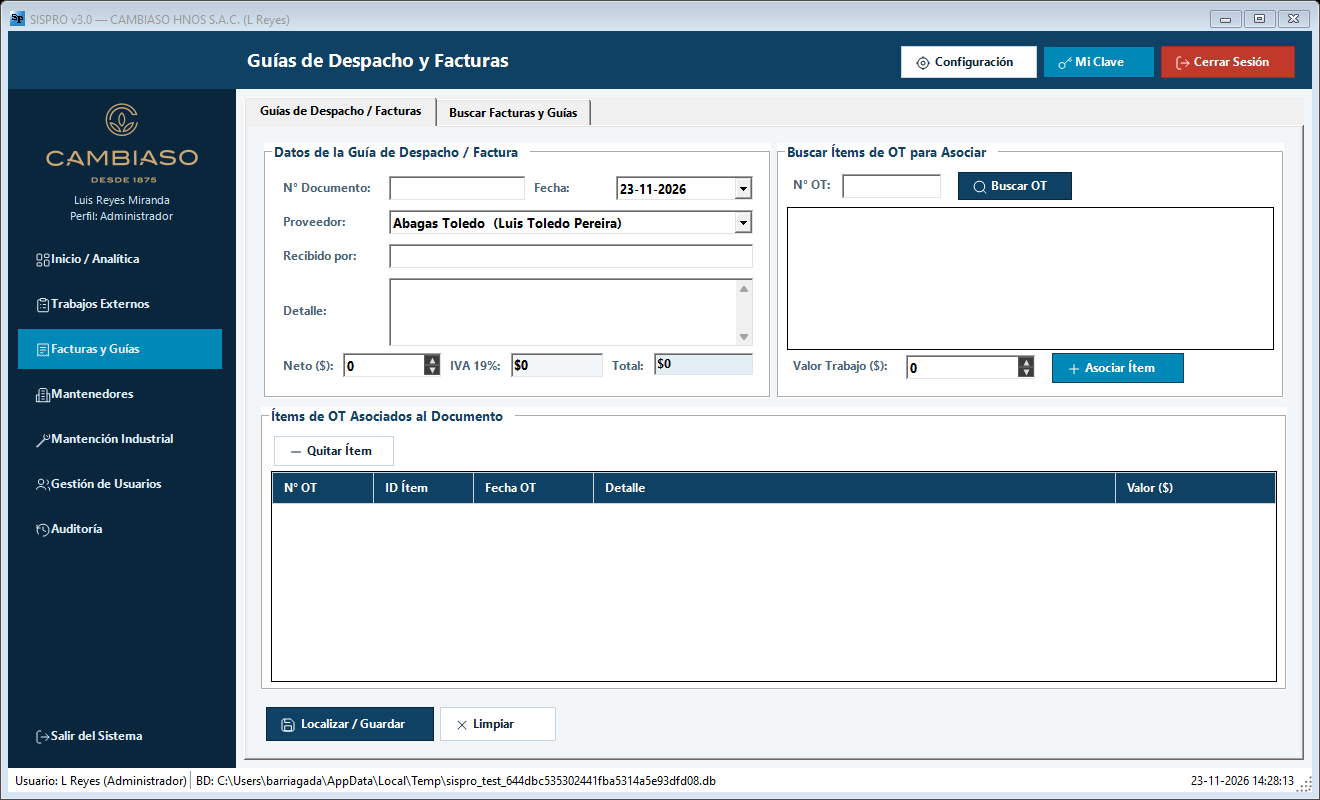 SISPRO v3.0 — CAMBIASO HNOS S.A.C. (L Reyes)
Guías de Despacho y Facturas
Configuración
Mi Clave
Cerrar Sesión
CAMBIASO
DESDE 1875
Luis Reyes Miranda
Perfil: Administrador
Inicio / Analítica
Trabajos Externos
Facturas y Guías
Mantenedores
Mantención Industrial
Gestión de Usuarios
Auditoría
Salir del Sistema
Guías de Despacho / Facturas
Buscar Facturas y Guías
Datos de la Guía de Despacho / Factura
N° Documento:
Fecha: 23-11-2026
Proveedor: Abagas Toledo (Luis Toledo Pereira)
Recibido por:
Detalle:
Neto ($): 0 IVA 19%: $0 Total: $0
Buscar Ítems de OT para Asociar
N° OT: Buscar OT
Valor Trabajo ($): 0 Asociar Ítem
Ítems de OT Asociados al Documento
Quitar Ítem
N° OT ID Ítem Fecha OT Detalle Valor ($)
Localizar / Guardar Limpiar
Usuario: L Reyes (Administrador) BD: C:\Users\barriagada\AppData\Local\Temp\sispro_test_644dbc535302441fba5314a5e93dfd08.db 23-11-2026 14:28:13